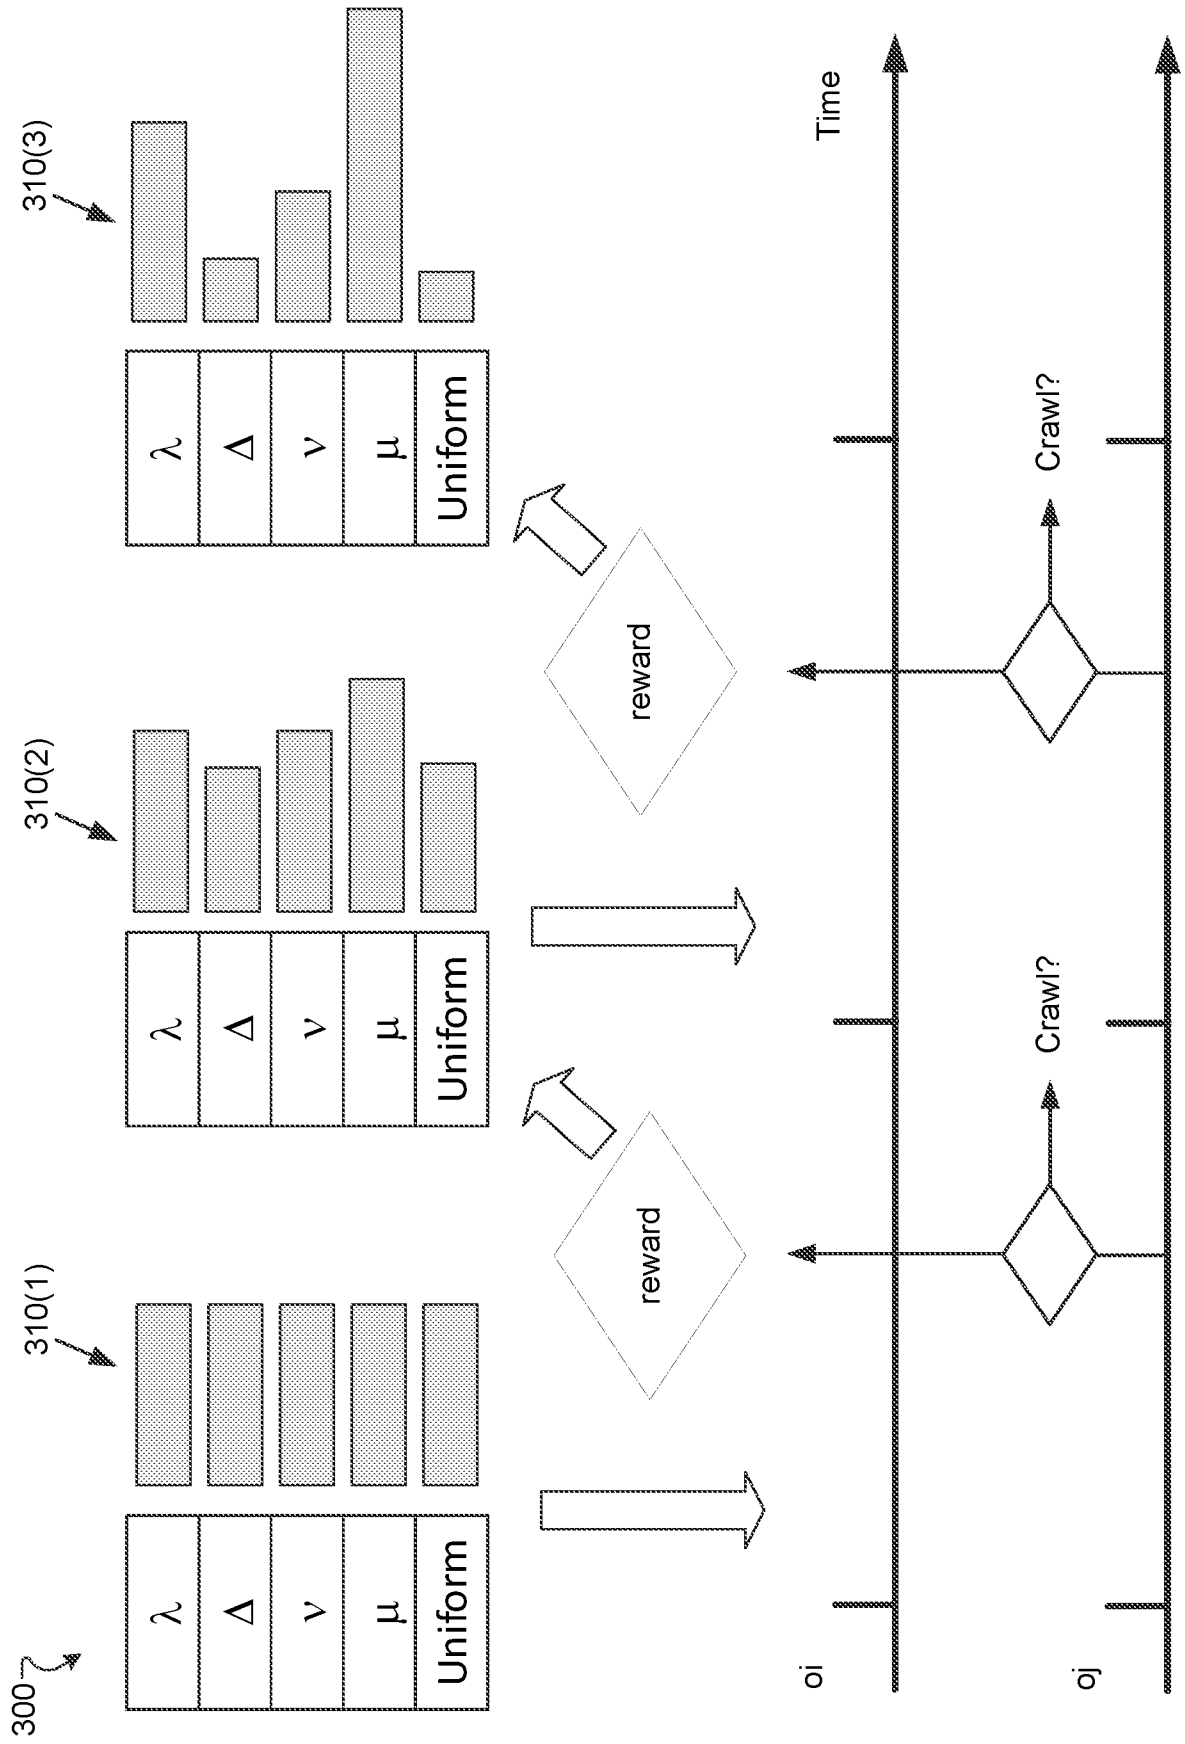 300
310(1)
310(2)
310(3)
λ
Δ
ν
μ
Uniform
λ
Δ
ν
μ
Uniform
λ
Δ
ν
μ
Uniform
reward
reward
Time
oi
Crawl?
Crawl?
oj